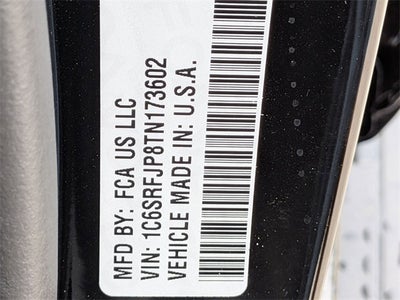 MFD BY: FCA US LLC
VIN: 1C6SRFJP8TN173602
VEHICLE MADE IN: U.S.A.